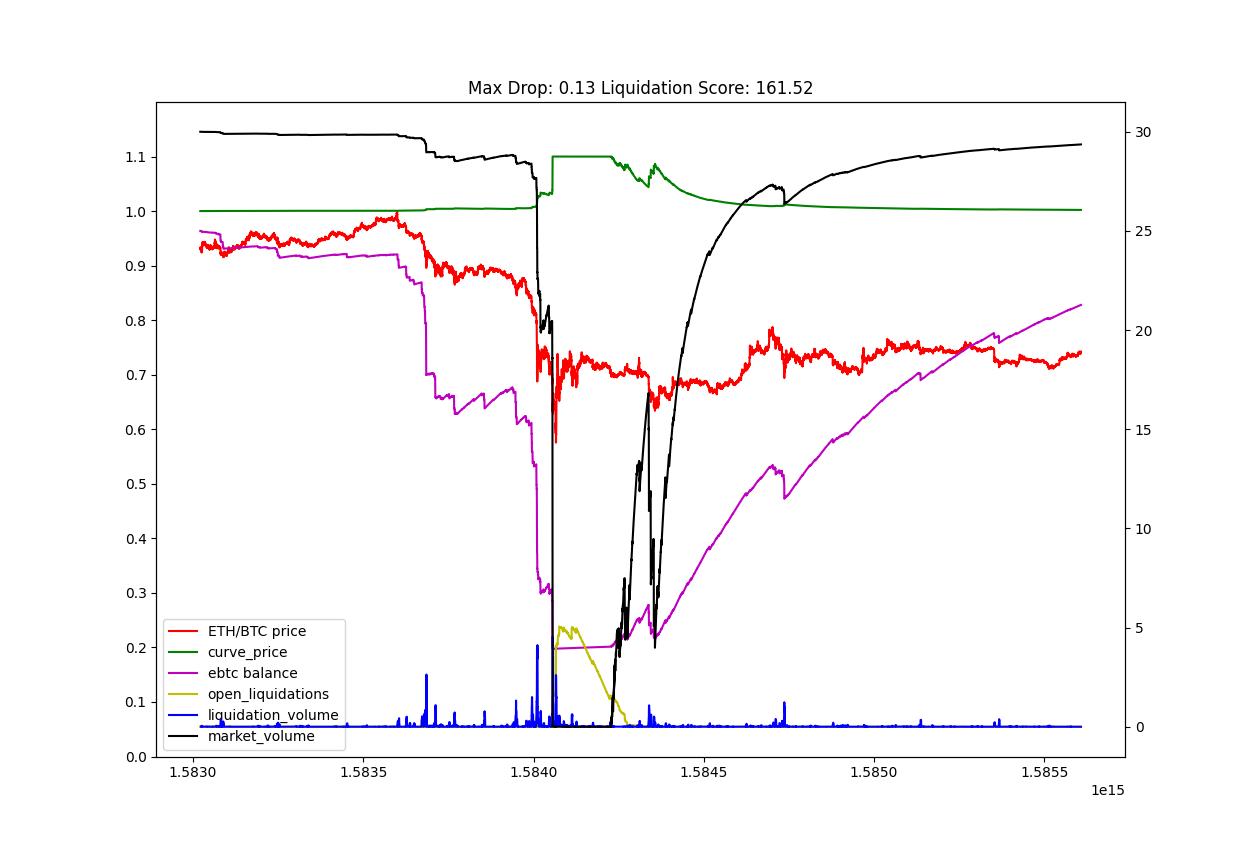 Max Drop: 0.13 Liquidation Score: 161.52
1.1
1.0
0.9
0.8
0.7
0.6
0.5
0.4
0.3
0.2
0.1
0.0
30
25
20
15
10
5
0
ETH/BTC price
curve_price
ebtc balance
open_liquidations
liquidation_volume
market_volume
1.5830 1.5835 1.5840 1.5845 1.5850 1.5855
1e15